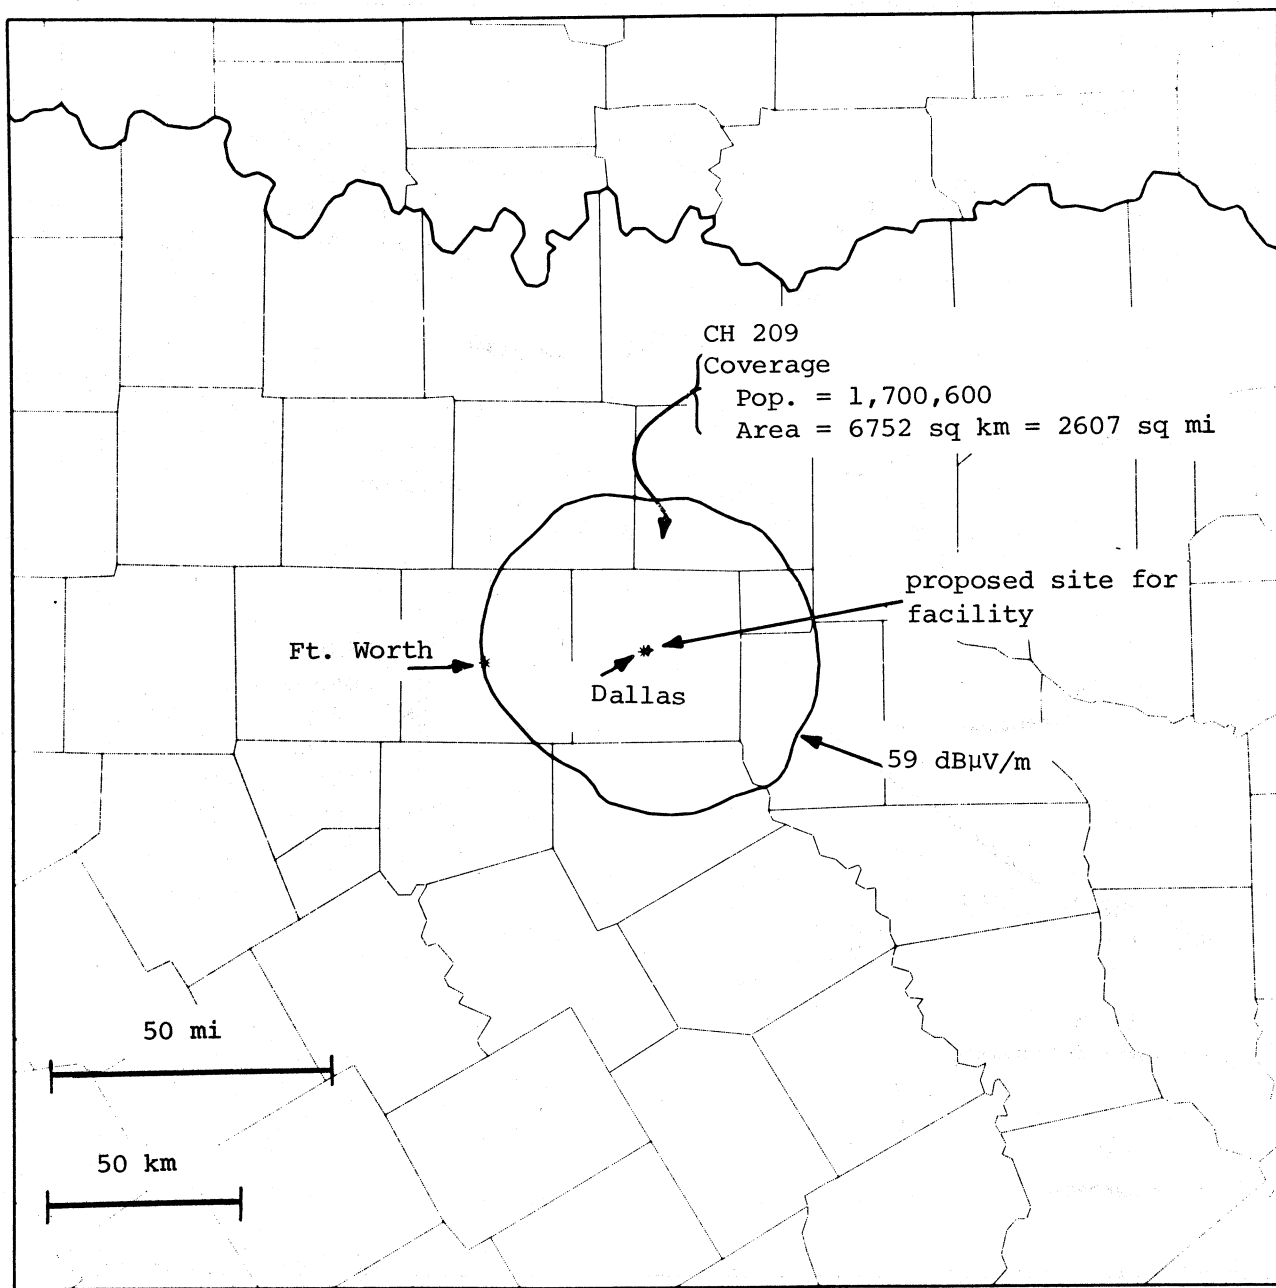 CH 209
Coverage
Pop. = 1,700,600
Area = 6752 sq km = 2607 sq mi
proposed site for
facility
Ft. Worth
Dallas
59 dBµV/m
50 mi
50 km